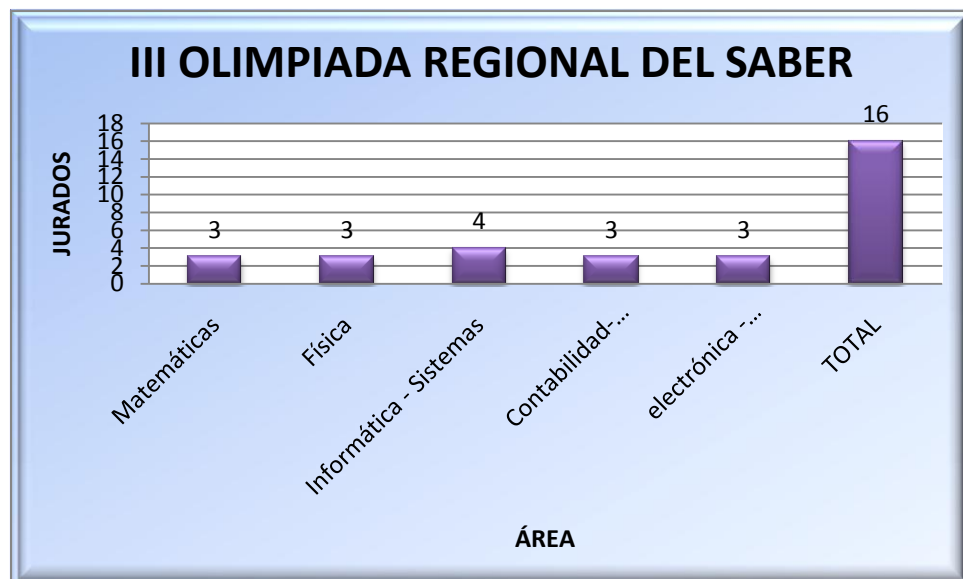 III OLIMPIADA REGIONAL DEL SABER
JURADOS
18
16
14
12
10
8
6
4
2
0
3
3
4
3
3
16
Matemáticas
Física
Informática - Sistemas
Contabilidad-...
electrónica -...
TOTAL
ÁREA